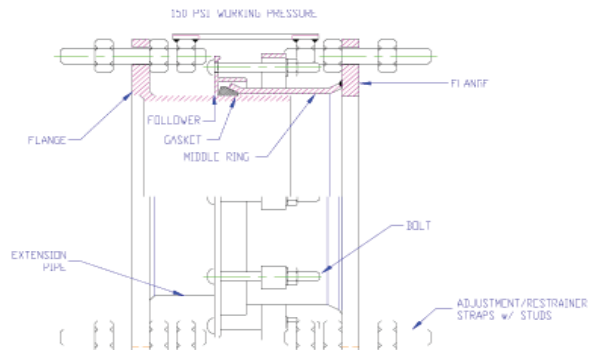 150 PSI WORKING PRESSURE
FLANGE
FOLLOWER
GASKET
FLANGE
MIDDLE RING
BOLT
EXTENSION
PIPE
ADJUSTMENT/RESTRAINER
STRAPS w/ STUDS